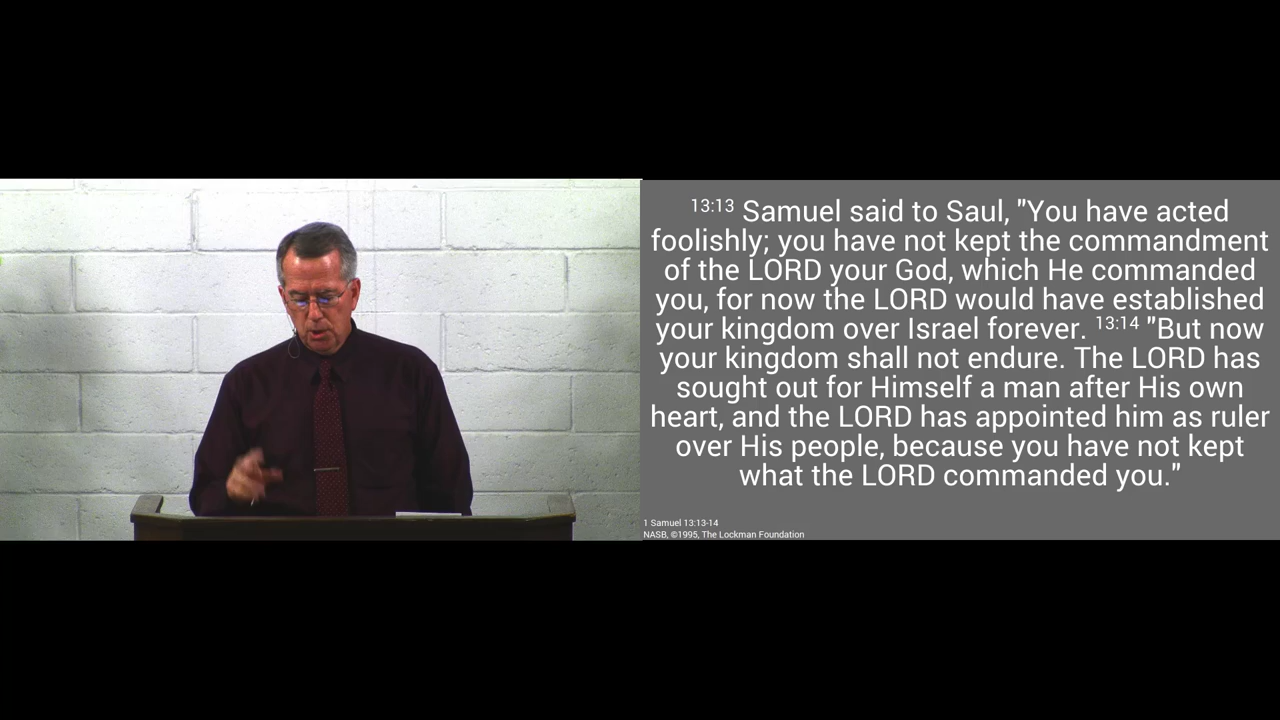 13:13 Samuel said to Saul, "You have acted
foolishly; you have not kept the commandment
of the LORD your God, which He commanded
you, for now the LORD would have established
your kingdom over Israel forever. 13:14 "But now
your kingdom shall not endure. The LORD has
sought out for Himself a man after His own
heart, and the LORD has appointed him as ruler
over His people, because you have not kept
what the LORD commanded you."
1 Samuel 13:13-14
NASB, ©1995, The Lockman Foundation